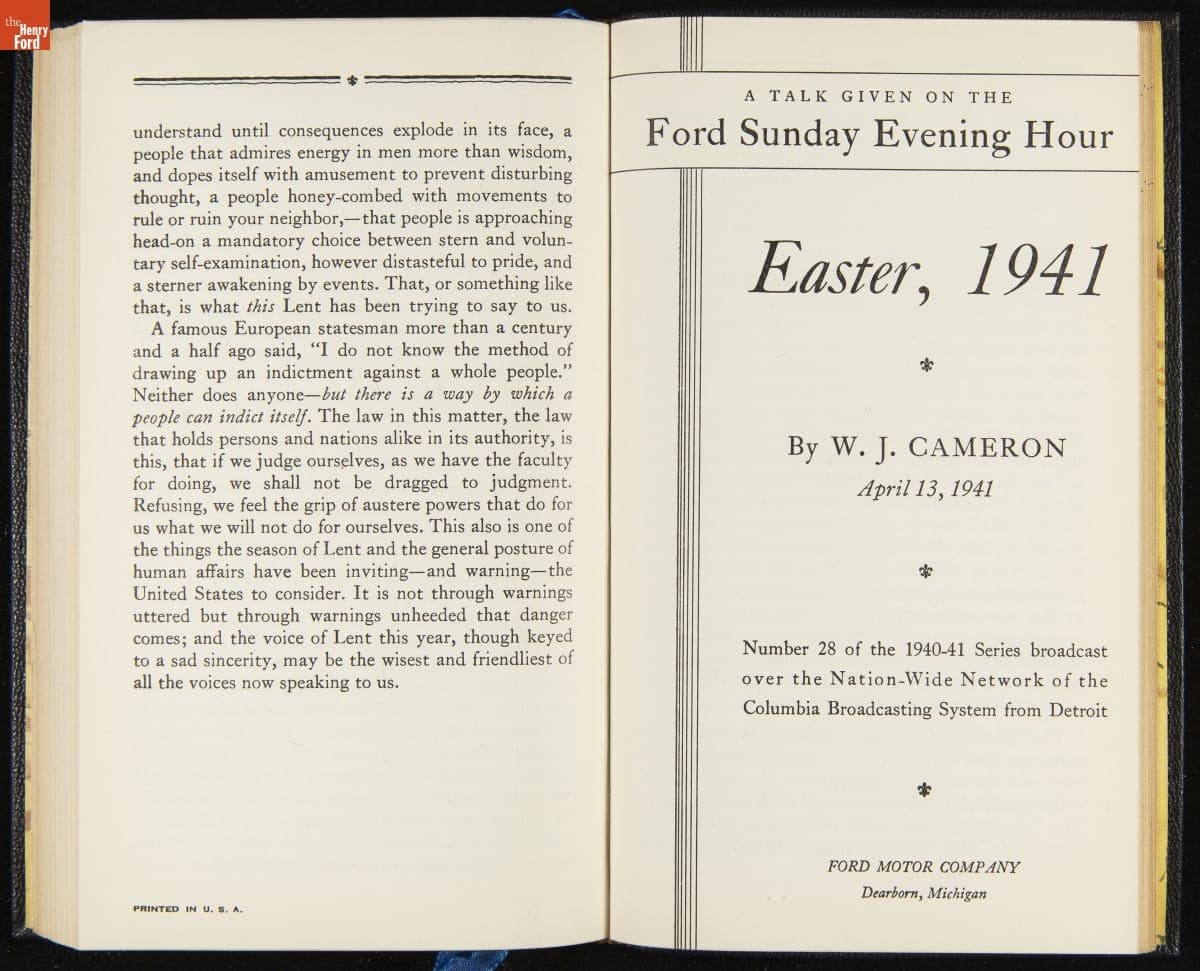 the
Henry
Ford
understand until consequences explode in its face, a
people that admires energy in men more than wisdom,
and dopes itself with amusement to prevent disturbing
thought, a people honey-combed with movements to
rule or ruin your neighbor,—that people is approaching
head-on a mandatory choice between stern and volun-
tary self-examination, however distasteful to pride, and
a sterner awakening by events. That, or something like
that, is what this Lent has been trying to say to us.
A famous European statesman more than a century
and a half ago said, “I do not know the method of
drawing up an indictment against a whole people.”
Neither does anyone—but there is a way by which a
people can indict itself. The law in this matter, the law
that holds persons and nations alike in its authority, is
this, that if we judge ourselves, as we have the faculty
for doing, we shall not be dragged to judgment.
Refusing, we feel the grip of austere powers that do for
us what we will not do for ourselves. This also is one of
the things the season of Lent and the general posture of
human affairs have been inviting—and warning—the
United States to consider. It is not through warnings
uttered but through warnings unheeded that danger
comes; and the voice of Lent this year, though keyed
to a sad sincerity, may be the wisest and friendliest of
all the voices now speaking to us.
PRINTED IN U. S. A.
A TALK GIVEN ON THE
Ford Sunday Evening Hour
Easter, 1941
By W. J. CAMERON
April 13, 1941
Number 28 of the 1940-41 Series broadcast
over the Nation-Wide Network of the
Columbia Broadcasting System from Detroit
FORD MOTOR COMPANY
Dearborn, Michigan